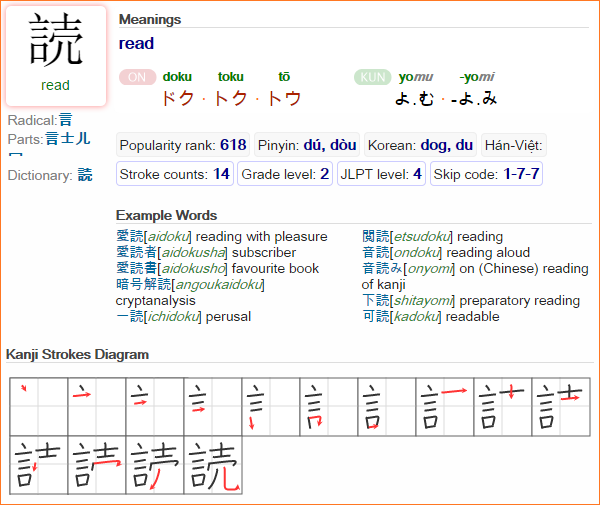 読
read
Radical:言
Parts:言士儿
冖
Dictionary: 読
Meanings
read
ON doku toku tō
ドク · トク · トウ
KUN yomu -yomi
よ.む · -よ.み
Popularity rank: 618 Pinyin: dú, dòu Korean: dog, du Hán-Việt:
Stroke counts: 14 Grade level: 2 JLPT level: 4 Skip code: 1-7-7
Example Words
愛読[aidoku] reading with pleasure
愛読者[aidokusha] subscriber
愛読書[aidokusho] favourite book
暗号解読[angoukaidoku]
cryptanalysis
一読[ichidoku] perusal
閲読[etsudoku] reading
音読[ondoku] reading aloud
音読み[onyomi] on (Chinese) reading
of kanji
下読[shitayomi] preparatory reading
可読[kadoku] readable
Kanji Strokes Diagram